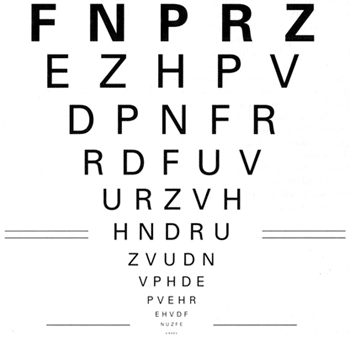 F N P R Z
E Z H P V
D P N F R
R D F U V
U R Z V H
H N D R U
Z V U D N
V P H D E
P V E H R
E H V D F
N U Z F E